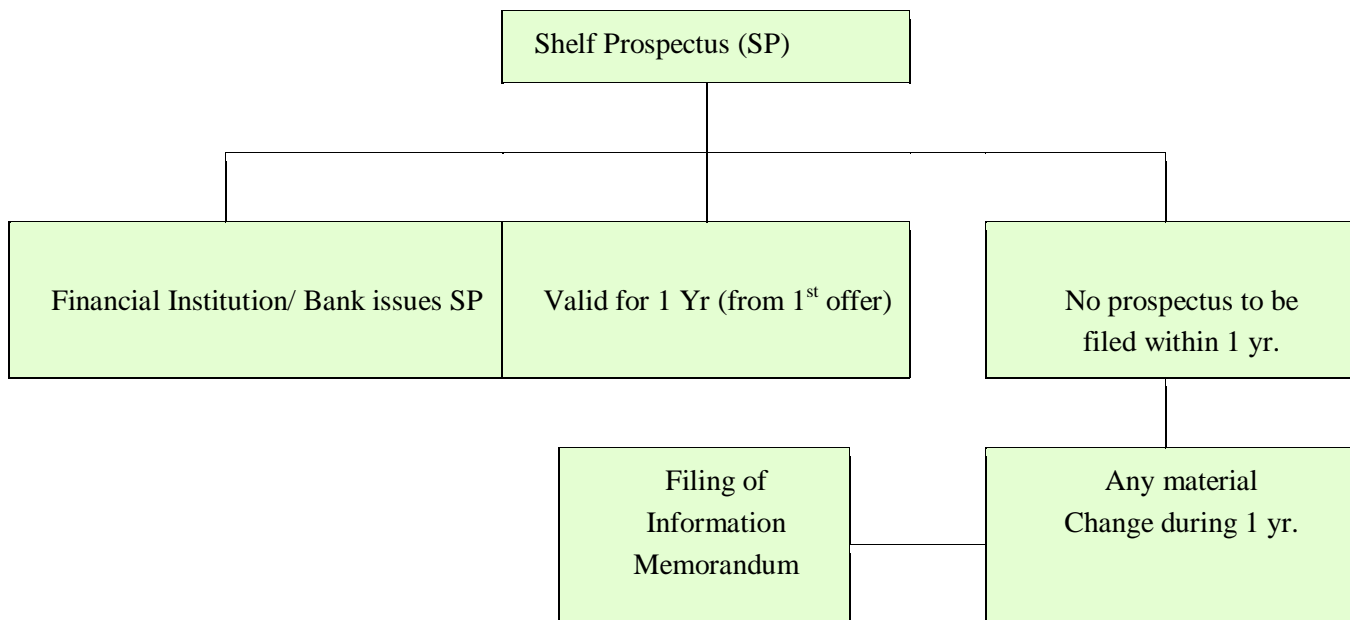 Shelf Prospectus (SP)
Financial Institution/ Bank issues SP
Valid for 1 Yr (from 1st offer)
No prospectus to be
filed within 1 yr.
Filing of
Information
Memorandum
Any material
Change during 1 yr.